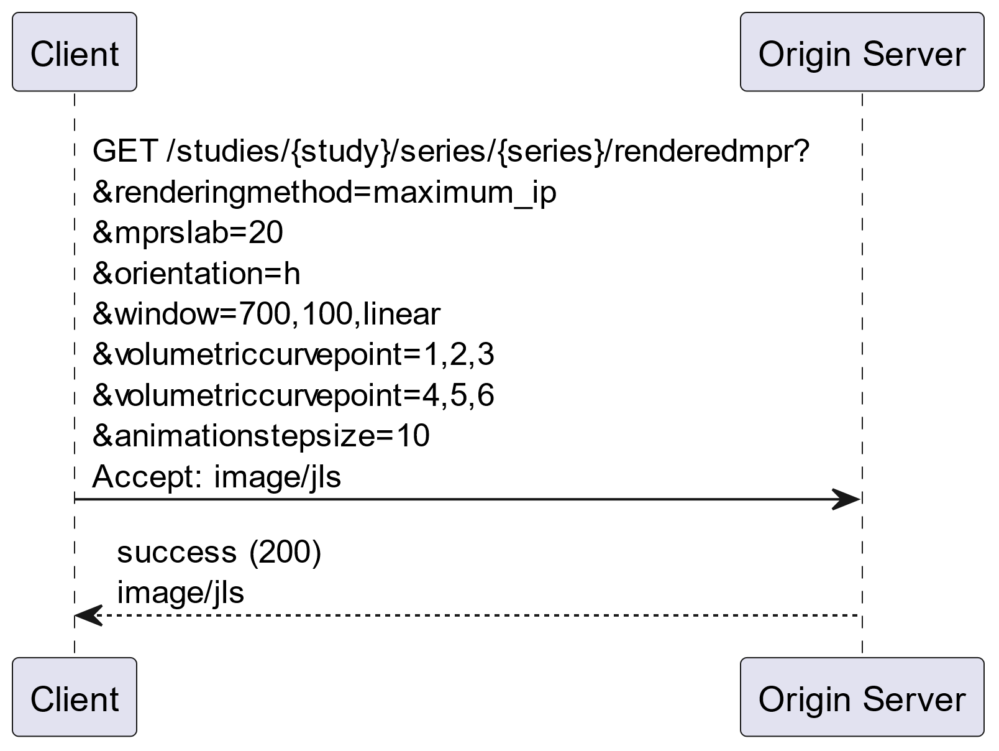 Client
Origin Server
GET /studies/{study}/series/{series}/renderedmpr?
&renderingmethod=maximum_ip
&mprslab=20
&orientation=h
&window=700,100,linear
&volumetriccurvepoint=1,2,3
&volumetriccurvepoint=4,5,6
&animationstepsize=10
Accept: image/jls
success (200)
image/jls
Client
Origin Server